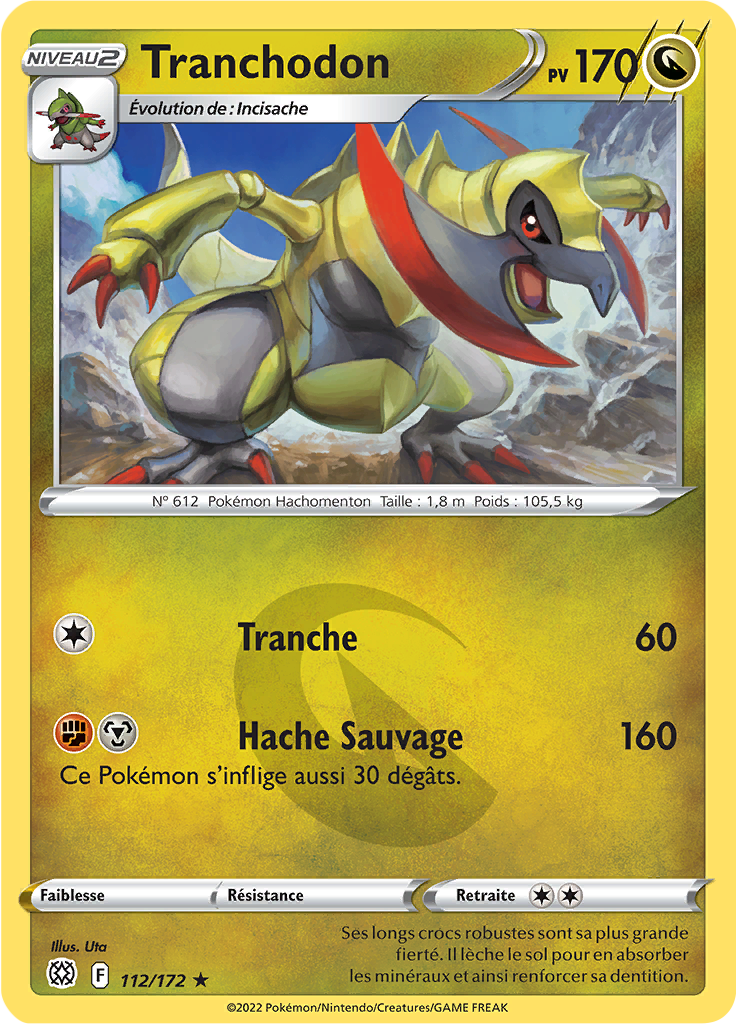 NIVEAU 2
Tranchodon
PV 170
Évolution de : Incisache
N° 612 Pokémon Hachomenton Taille : 1,8 m Poids : 105,5 kg
Tranche 60
Hache Sauvage 160
Ce Pokémon s'inflige aussi 30 dégâts.
Faiblesse Résistance Retraite
Illus. Uta
Ses longs crocs robustes sont sa plus grande
fierté. Il lèche le sol pour en absorber
les minéraux et ainsi renforcer sa dentition.
F 112/172 ★
©2022 Pokémon/Nintendo/Creatures/GAME FREAK